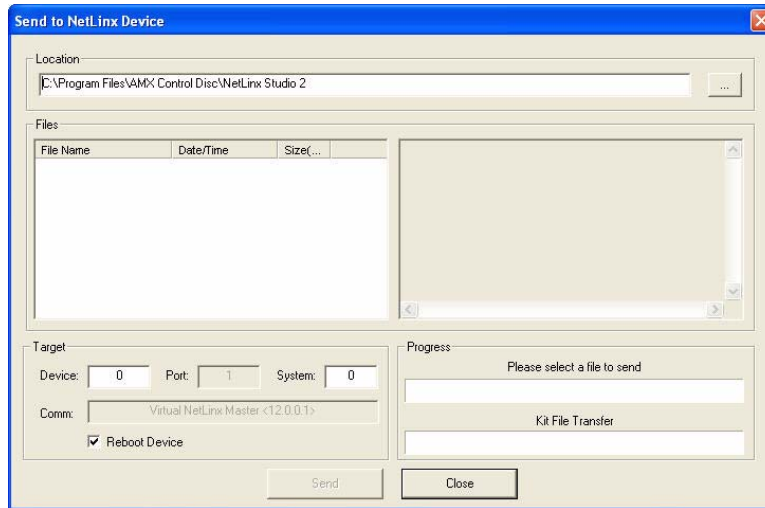 Send to NetLinx Device
Location
C:\Program Files\AMX Control Disc\NetLinx Studio 2
...
Files
File Name Date/Time Size(...
Target
Device: 0 Port: 1 System: 0
Comm: Virtual NetLinx Master <12.0.0.1>
Reboot Device
Progress
Please select a file to send
Kit File Transfer
Send Close